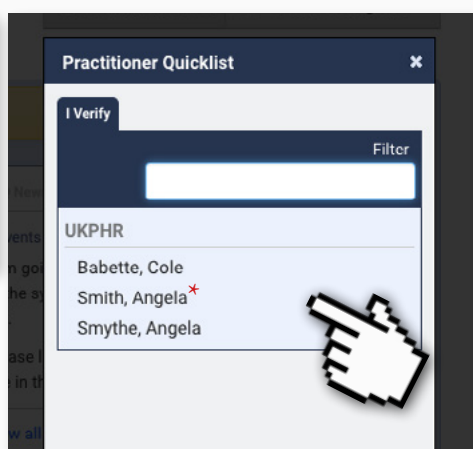 Practitioner Quicklist ×
I Verify
Filter
UKPHR
Babette, Cole
Smith, Angela*
Smythe, Angela